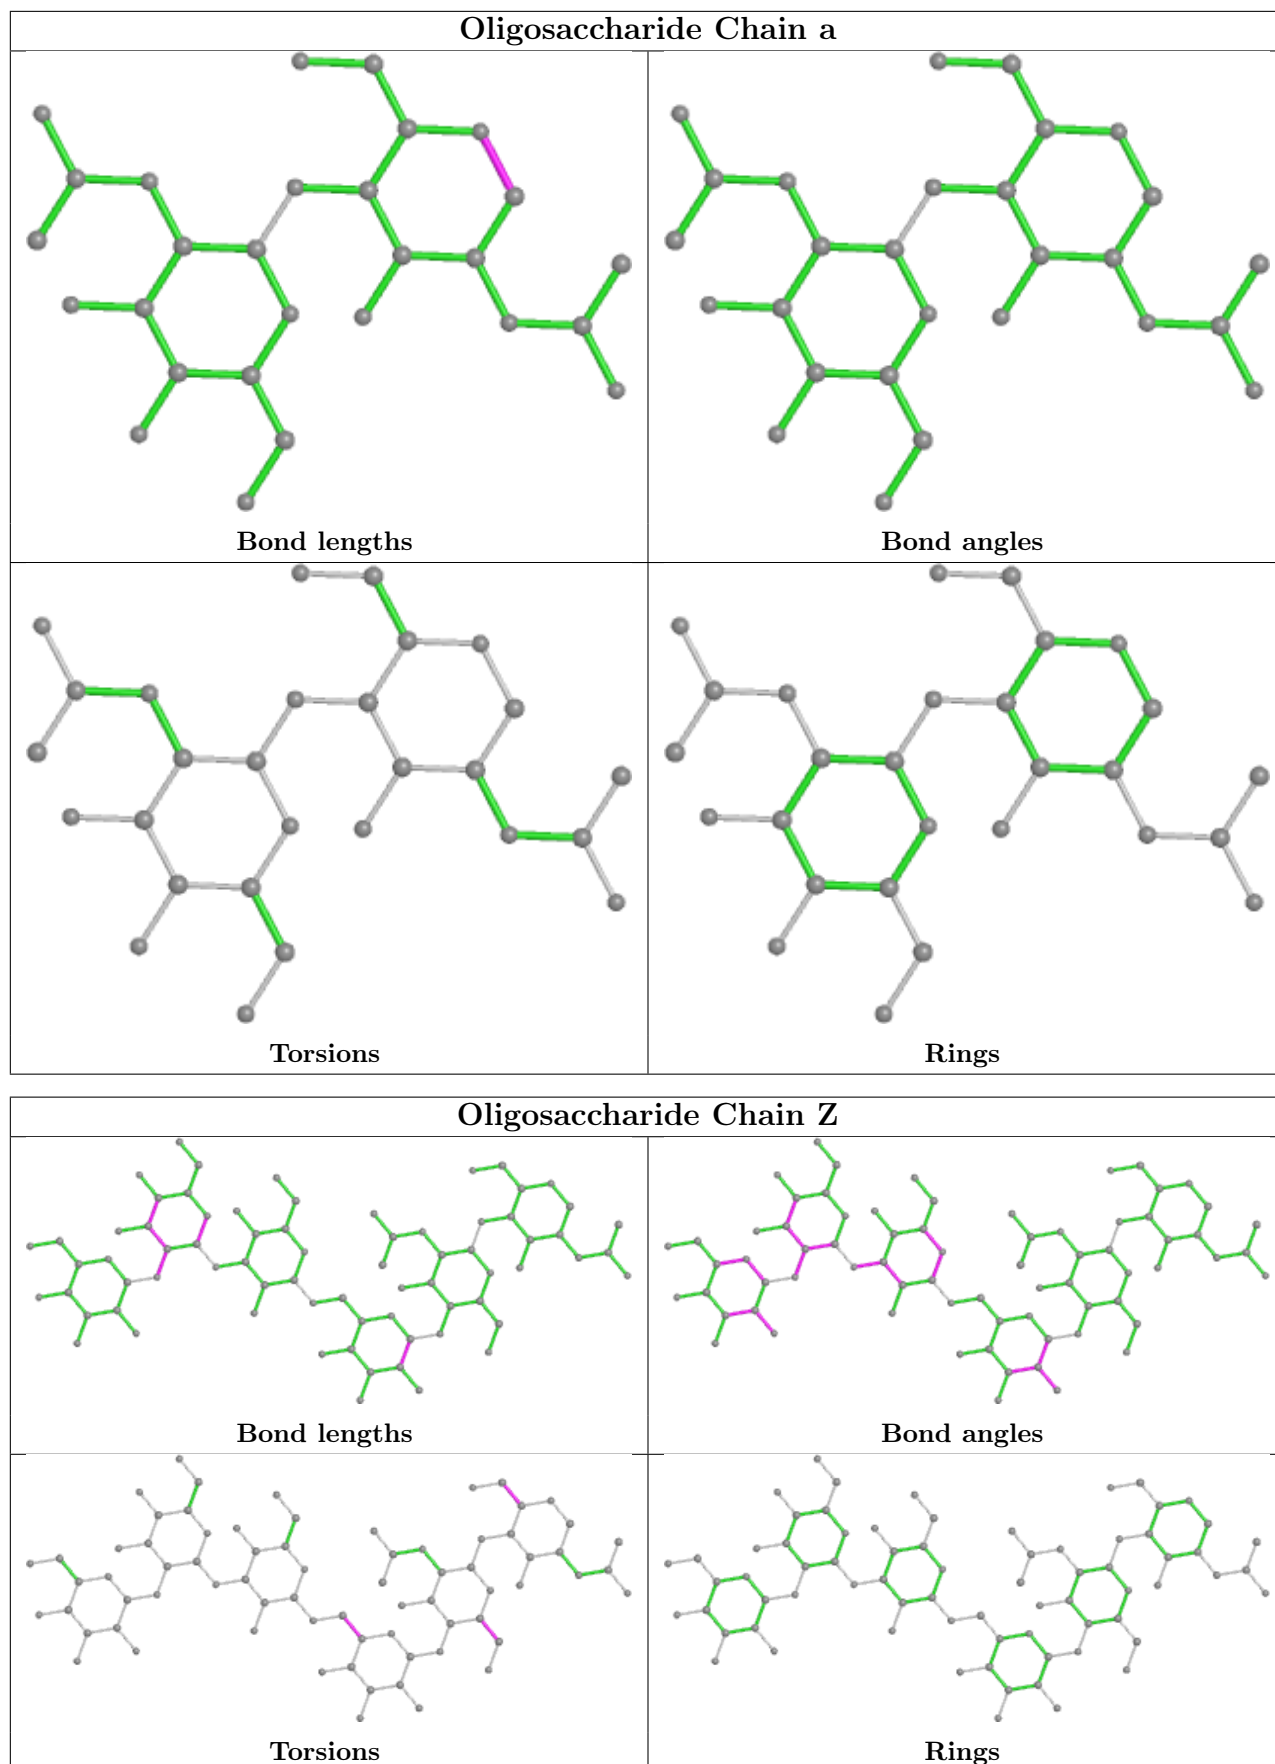 Oligosaccharide Chain a
Bond lengths
Bond angles
Torsions
Rings
Oligosaccharide Chain Z
Bond lengths
Bond angles
Torsions
Rings